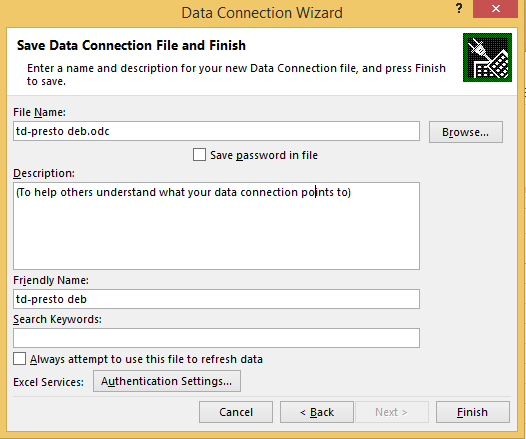 Data Connection Wizard
?
×
Save Data Connection File and Finish
Enter a name and description for your new Data Connection file, and press Finish
to save.
File Name:
td-presto deb.odc
Browse...
Save password in file
Description:
(To help others understand what your data connection points to)
Friendly Name:
td-presto deb
Search Keywords:
Always attempt to use this file to refresh data
Excel Services:
Authentication Settings...
Cancel
< Back
Next >
Finish